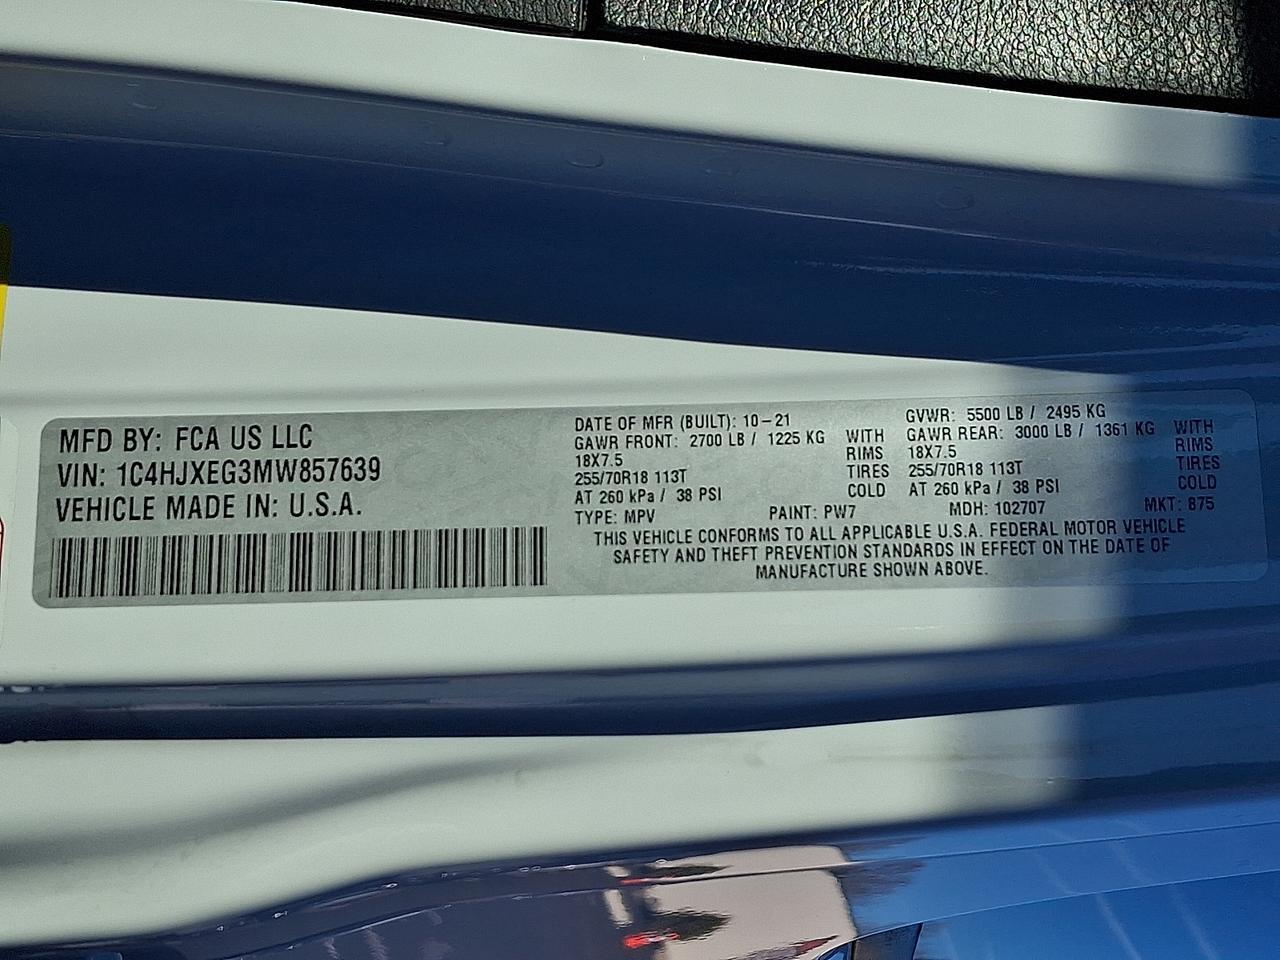 MFD BY: FCA US LLC
VIN: 1C4HJXEG3MW857639
VEHICLE MADE IN: U.S.A.
DATE OF MFR (BUILT): 10-21 GVWR: 5500 LB / 2495 KG
GAWR FRONT: 2700 LB / 1225 KG WITH GAWR REAR: 3000 LB / 1361 KG WITH
18X7.5 RIMS 18X7.5 RIMS
255/70R18 113T TIRES 255/70R18 113T TIRES
AT 260 kPa / 38 PSI COLD AT 260 kPa / 38 PSI COLD
TYPE: MPV PAINT: PW7 MDH: 102707 MKT: 875
THIS VEHICLE CONFORMS TO ALL APPLICABLE U.S.A. FEDERAL MOTOR VEHICLE
SAFETY AND THEFT PREVENTION STANDARDS IN EFFECT ON THE DATE OF
MANUFACTURE SHOWN ABOVE.